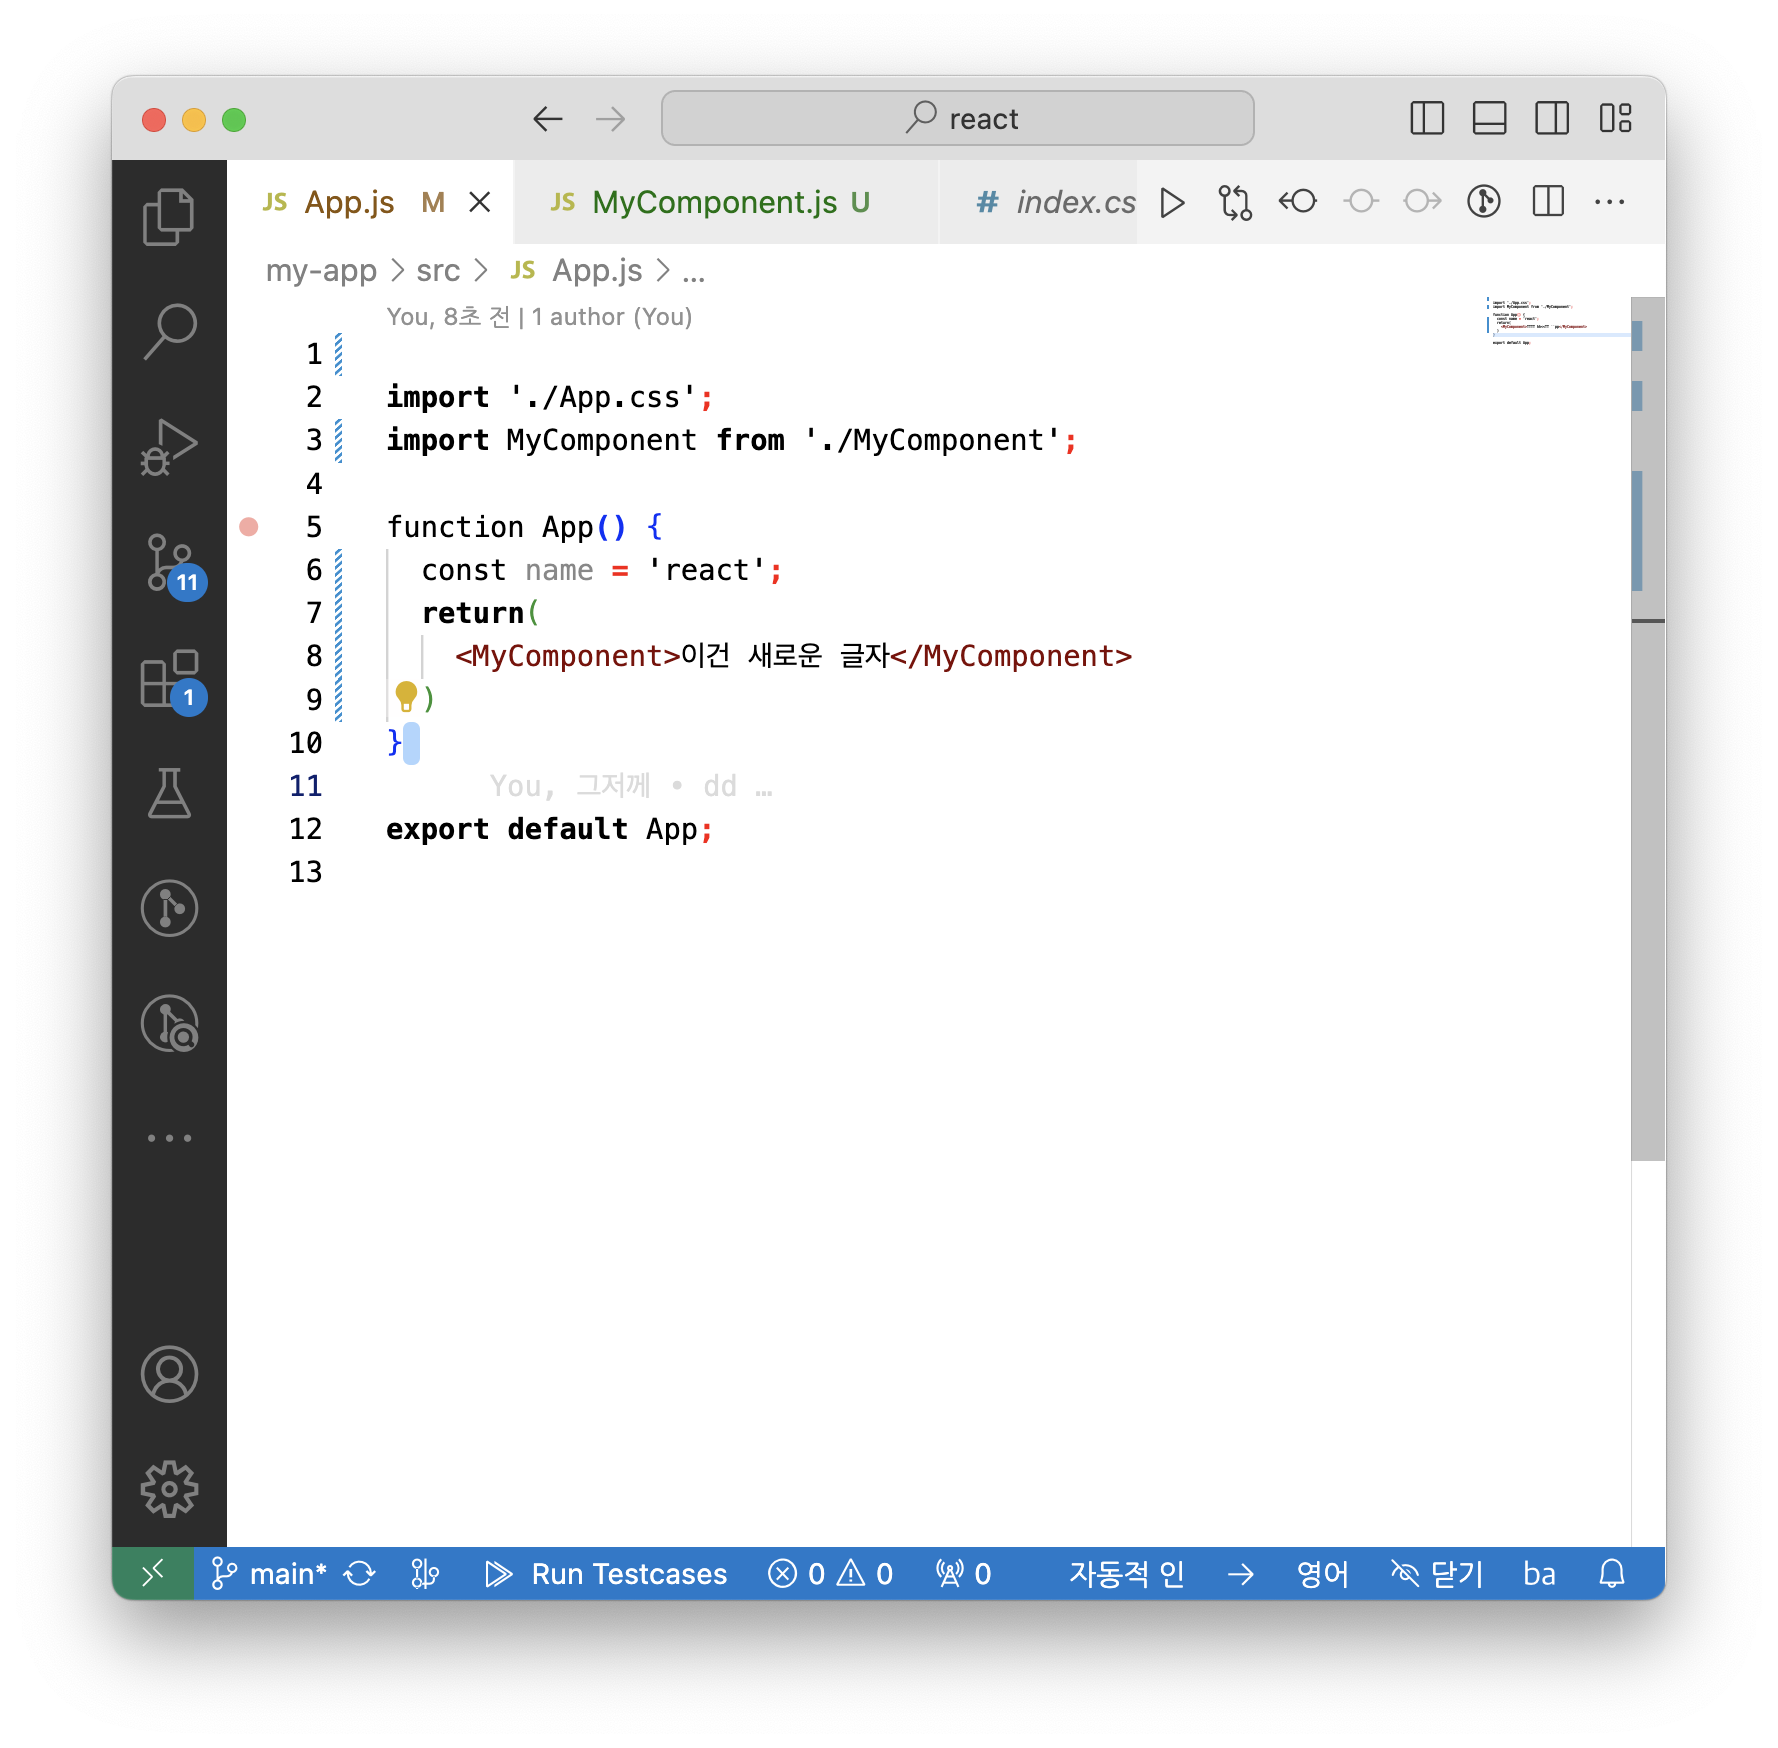 react
JS App.js M
JS MyComponent.js U
# index.cs
my-app > src > JS App.js > ...
You, 8초 전 | 1 author (You)
1
2 import './App.css';
3 import MyComponent from './MyComponent';
4
5 function App() {
6 const name = 'react';
7 return(
8 <MyComponent>이건 새로운 글자</MyComponent>
9 )
10 }
11 You, 그저께 • dd …
12 export default App;
13
11
1
main* Run Testcases 0 0 0 자동적 인 → 영어 닫기 ba